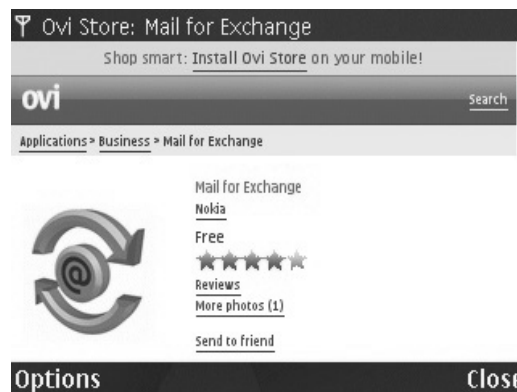 Ovi Store: Mail for Exchange
Shop smart: Install Ovi Store on your mobile!
ovi
Search
Applications > Business > Mail for Exchange
Mail for Exchange
Nokia
Free
Reviews
More photos (1)
Send to friend
@
Options
Close